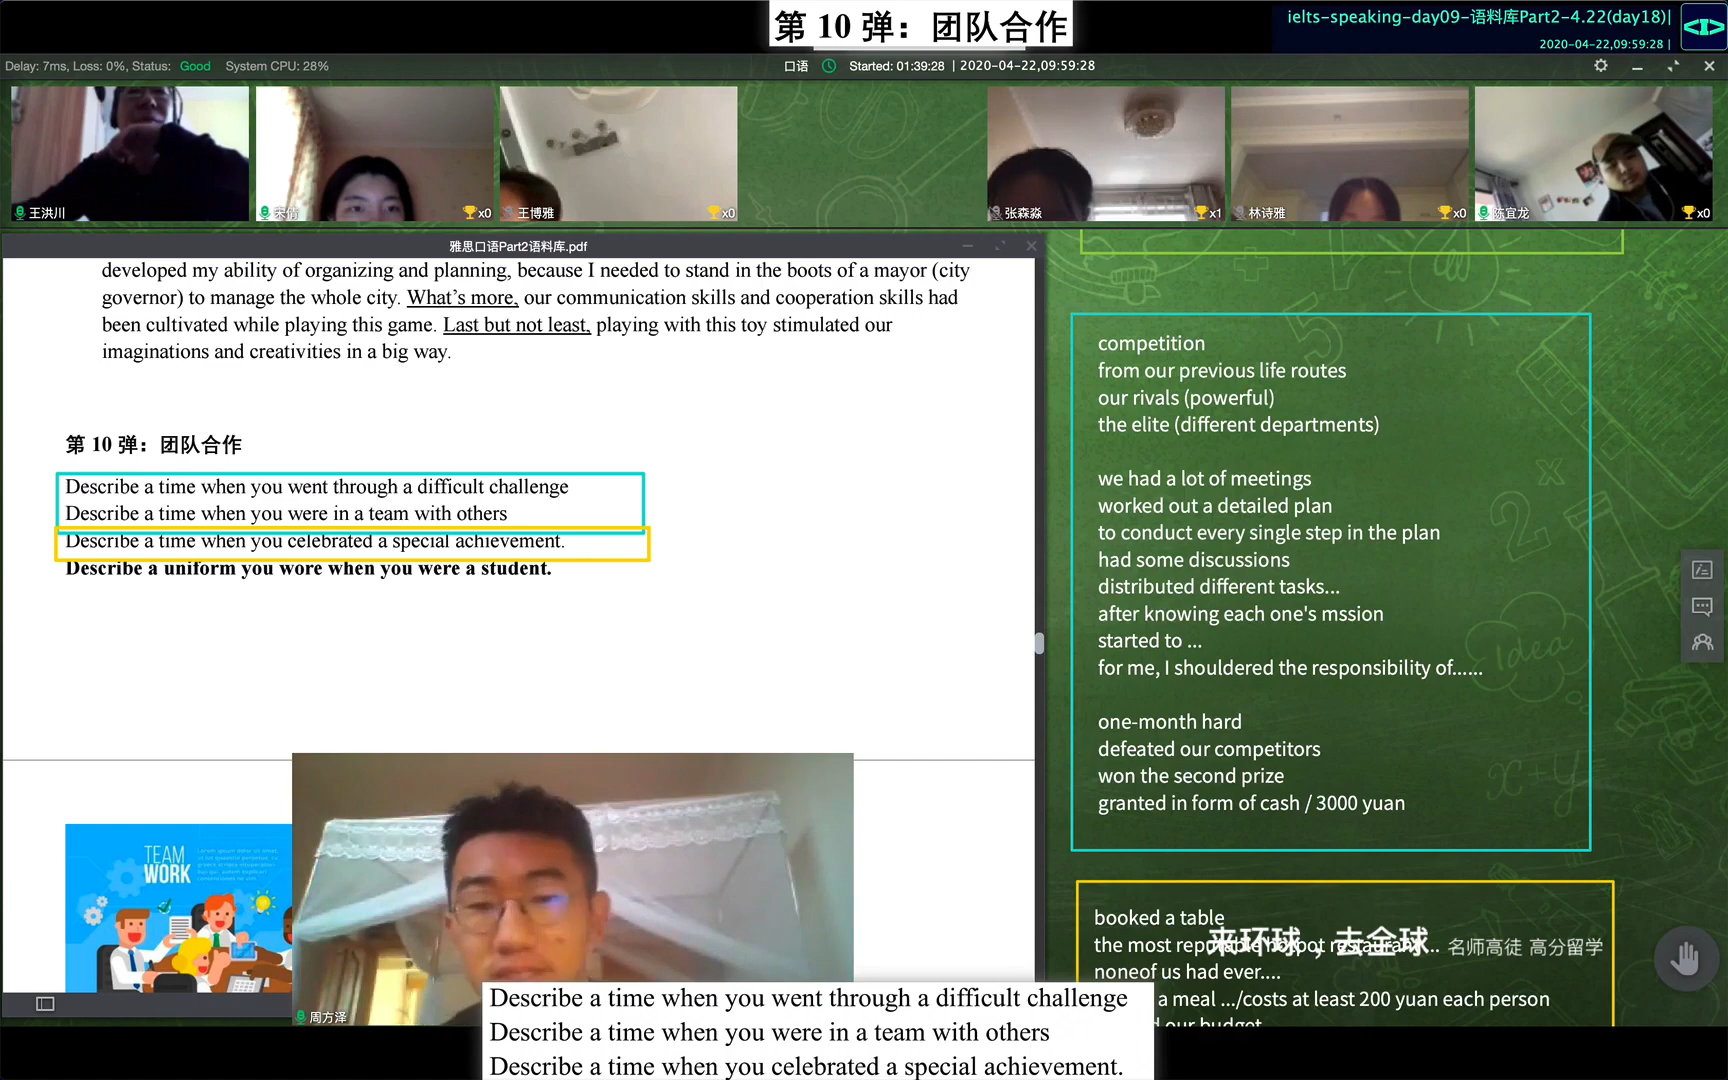 第 10 弹：团队合作
ielts-speaking-day09-语料库Part2-4.22(day18)|
2020-04-22,09:59:28 |
Delay: 7ms, Loss: 0%, Status: Good System CPU: 28%
口语 Started: 01:39:28 | 2020-04-22,09:59:28
王洪川
x0
王博雅
x0
张森淼
x1
林诗雅
x0
陈宜龙
x0
雅思口语Part2语料库.pdf
developed my ability of organizing and planning, because I needed to stand in the boots of a mayor (city
governor) to manage the whole city. What's more, our communication skills and cooperation skills had
been cultivated while playing this game. Last but not least, playing with this toy stimulated our
imaginations and creativities in a big way.
第 10 弹：团队合作
Describe a time when you went through a difficult challenge
Describe a time when you were in a team with others
Describe a time when you celebrated a special achievement.
Describe a uniform you wore when you were a student.
TEAM
WORK
周方泽
competition
from our previous life routes
our rivals (powerful)
the elite (different departments)
we had a lot of meetings
worked out a detailed plan
to conduct every single step in the plan
had some discussions
distributed different tasks...
after knowing each one's mssion
started to ...
for me, I shouldered the responsibility of......
one-month hard
defeated our competitors
won the second prize
granted in form of cash / 3000 yuan
booked a table
the most reputable hotpot restaurant...
来环球，去全球 名师高徒 高分留学
noneof us had ever....
a meal .../costs at least 200 yuan each person
our budget
Idea
Describe a time when you went through a difficult challenge
Describe a time when you were in a team with others
Describe a time when you celebrated a special achievement.